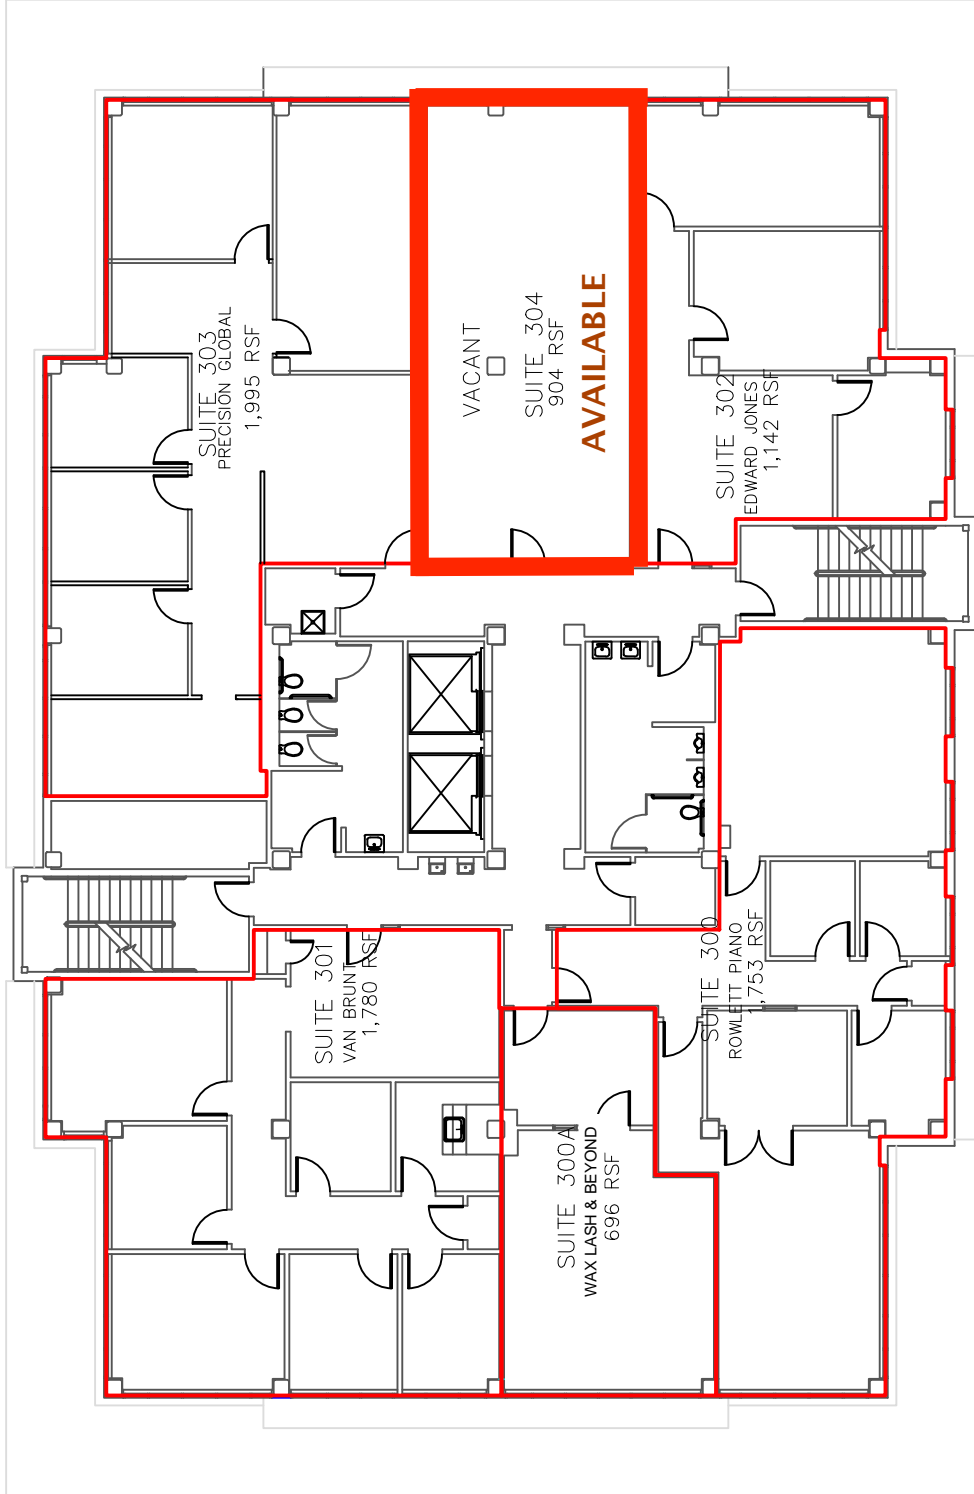 SUITE 303
PRECISION GLOBAL
1,995 RSF
VACANT
SUITE 304
904 RSF
AVAILABLE
SUITE 302
EDWARD JONES
1,142 RSF
SUITE 301
VAN BRUNT
1,780 RSF
SUITE 300A
WAX LASH & BEYOND
696 RSF
SUITE 300
ROWLETT PIANO
1,753 RSF